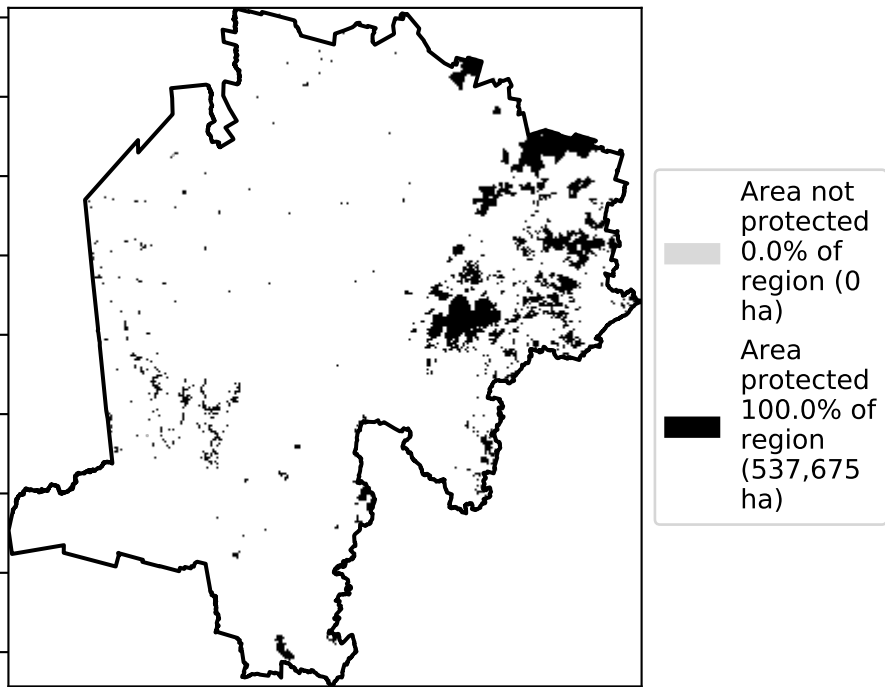 Area not
protected
0.0% of
region (0
ha)
Area
protected
100.0% of
region
(537,675
ha)